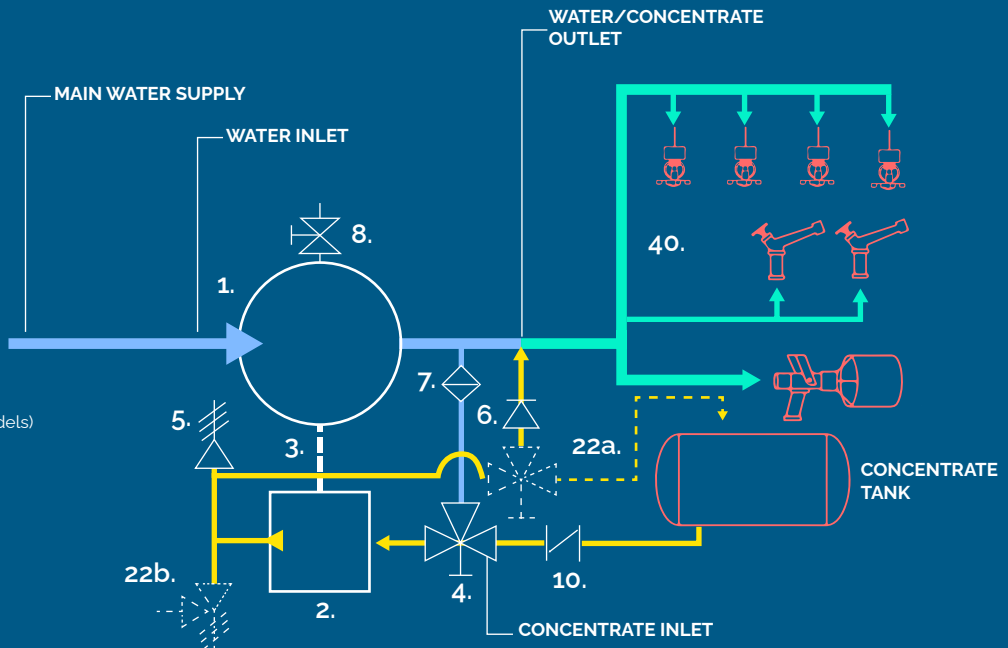 WATER/CONCENTRATE
OUTLET
MAIN WATER SUPPLY
WATER INLET
8.
40.
1.
7.
6.
5.
dels)
3.
22a.
CONCENTRATE
TANK
22b.
4.
10.
2.
CONCENTRATE INLET